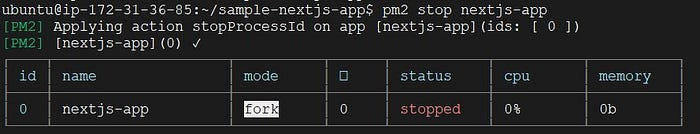 ubuntu@ip-172-31-36-85:~/sample-nextjs-app$ pm2 stop nextjs-app
[PM2] Applying action stopProcessId on app [nextjs-app](ids: [ 0 ])
[PM2] [nextjs-app](0) ✓
id name mode status cpu memory
0 nextjs-app fork 0 stopped 0% 0b